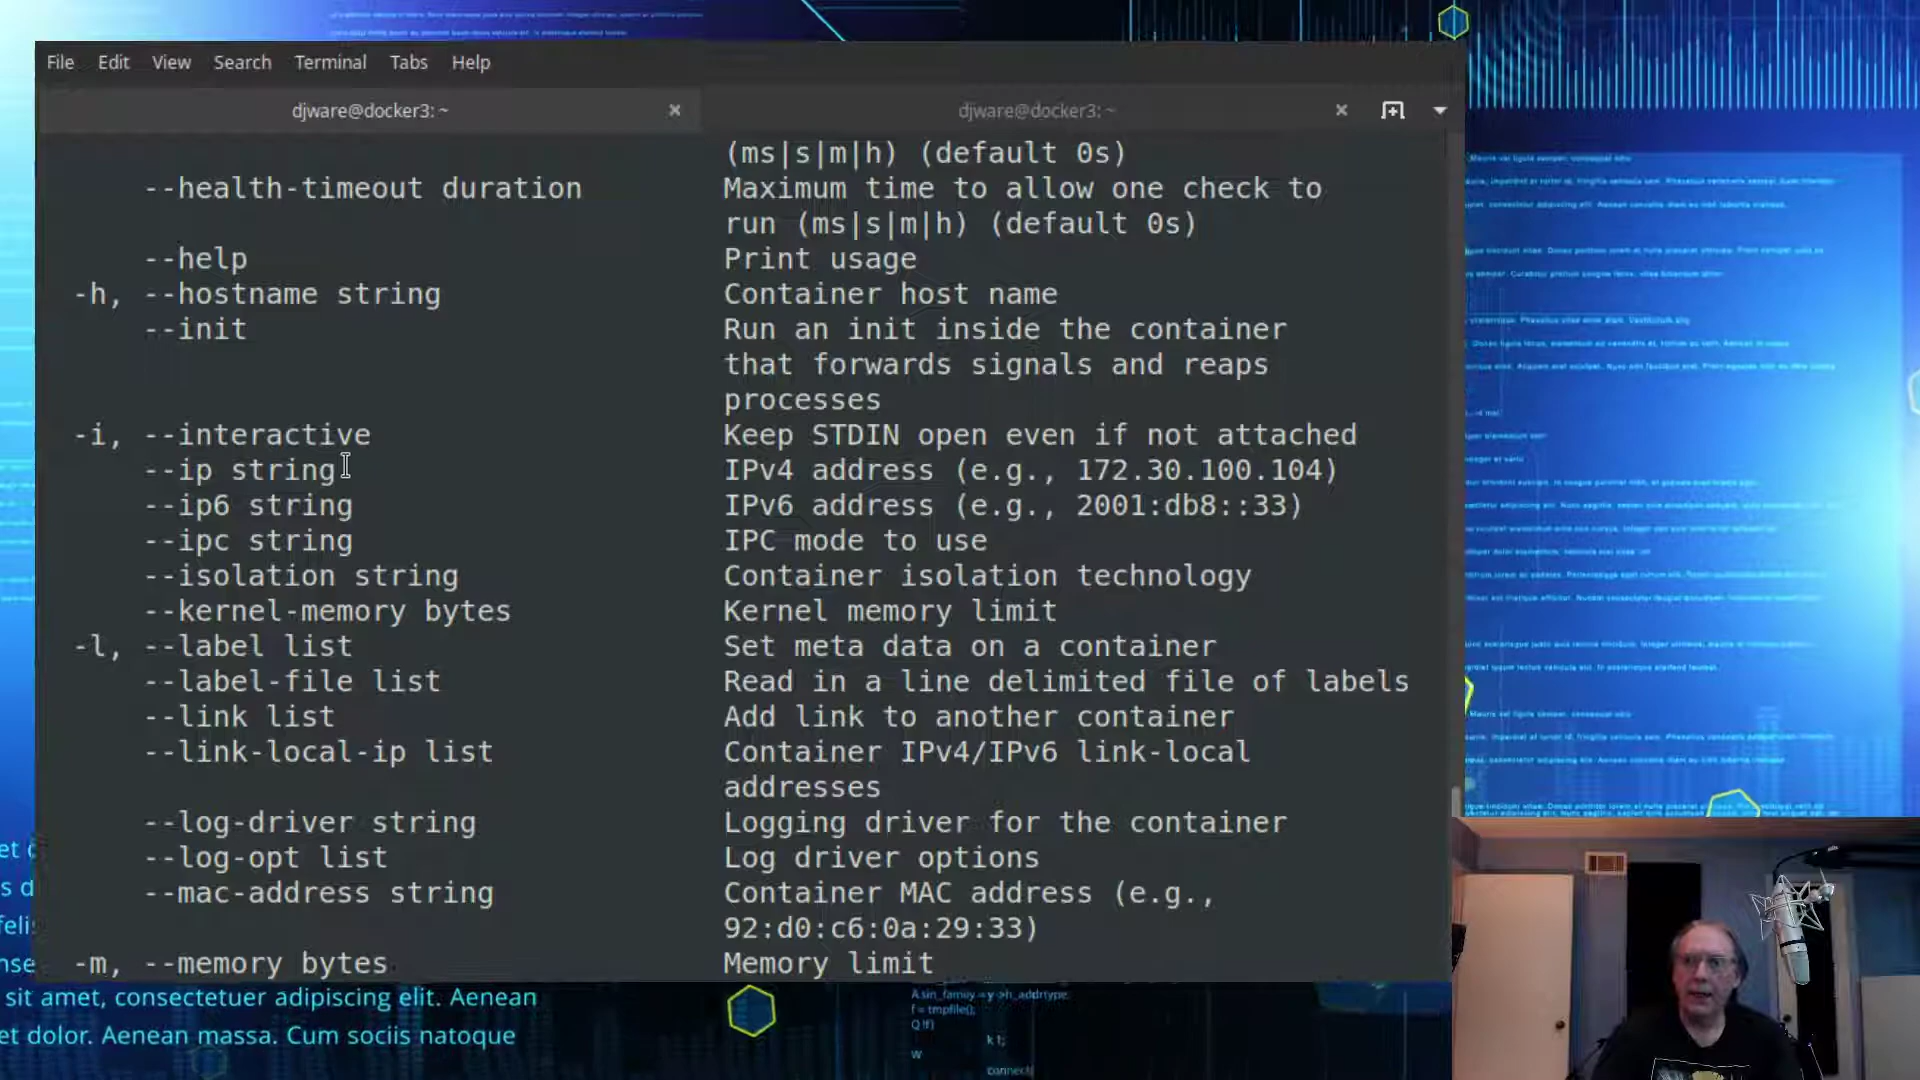 File Edit View Search Terminal Tabs Help
djware@docker3: ~ × djware@docker3: ~ ×
(ms|s|m|h) (default 0s)
--health-timeout duration Maximum time to allow one check to
run (ms|s|m|h) (default 0s)
--help Print usage
-h, --hostname string Container host name
--init Run an init inside the container
that forwards signals and reaps
processes
-i, --interactive Keep STDIN open even if not attached
--ip string IPv4 address (e.g., 172.30.100.104)
--ip6 string IPv6 address (e.g., 2001:db8::33)
--ipc string IPC mode to use
--isolation string Container isolation technology
--kernel-memory bytes Kernel memory limit
-l, --label list Set meta data on a container
--label-file list Read in a line delimited file of labels
--link list Add link to another container
--link-local-ip list Container IPv4/IPv6 link-local
addresses
--log-driver string Logging driver for the container
--log-opt list Log driver options
--mac-address string Container MAC address (e.g.,
92:d0:c6:0a:29:33)
-m, --memory bytes Memory limit
sit amet, consectetuer adipiscing elit. Aenean
et dolor. Aenean massa. Cum sociis natoque
f = tmpfile();
k 1;
W
connect(